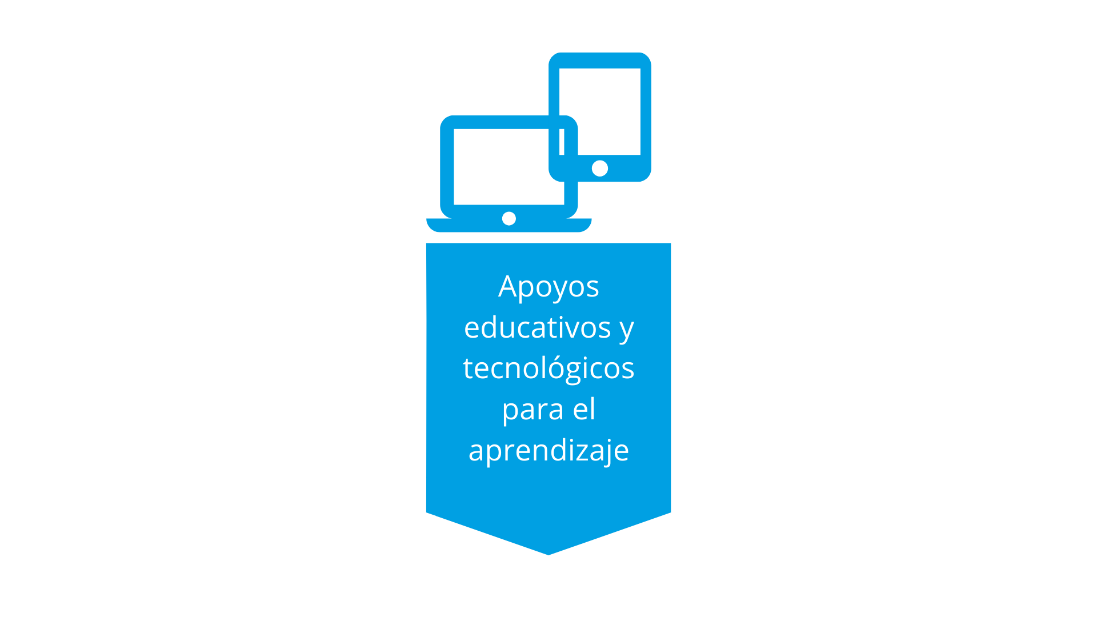 Apoyos
educativos y
tecnológicos
para el
aprendizaje